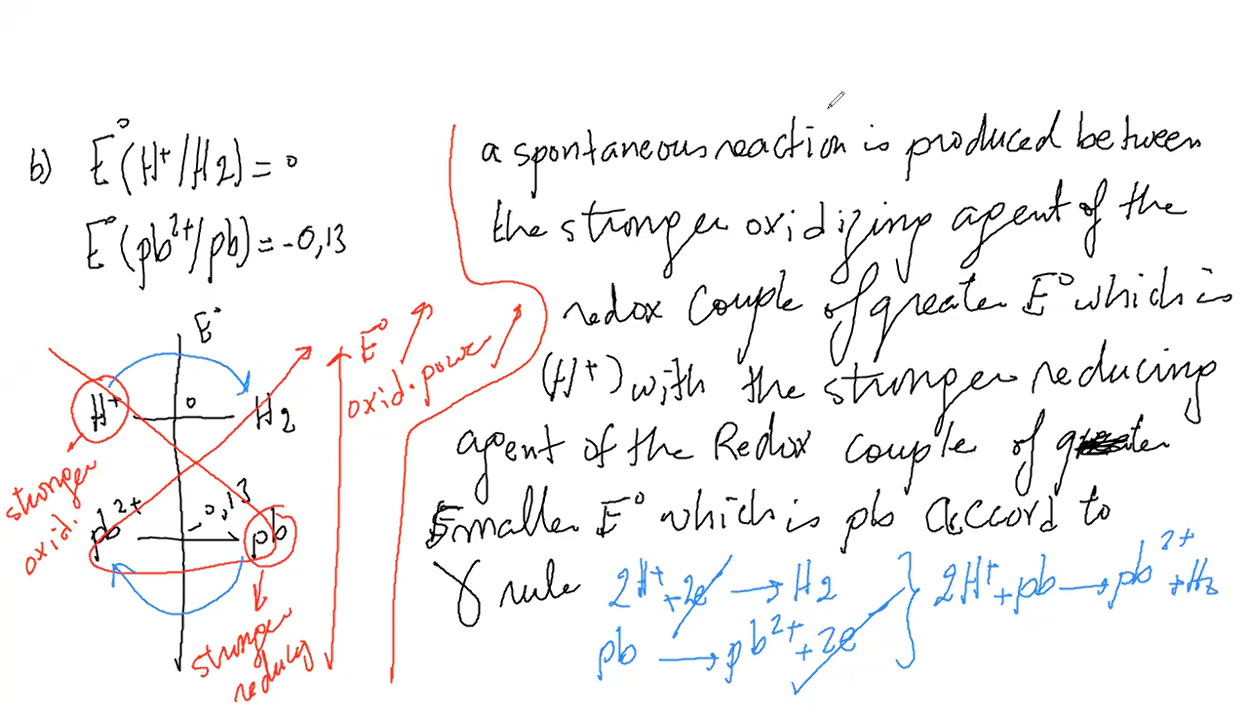 b) E°(H+/H2)=0
E°(pb2+/pb)=-0,13
E°
H+ 0 H2
stronger
oxid.
pb2+ -0,13 pb
stronger
reducing
E°
oxid. power
a spontaneous reaction is produced between
the stronger oxidizing agent of the
redox couple of greater E° which is
(H+) with the stronger reducing
agent of the Redox couple of
smaller E° which is pb accord to
γ rule
2H+ +2e → H2
pb → pb2+ +2e
2H+ +pb → pb2+ +H2